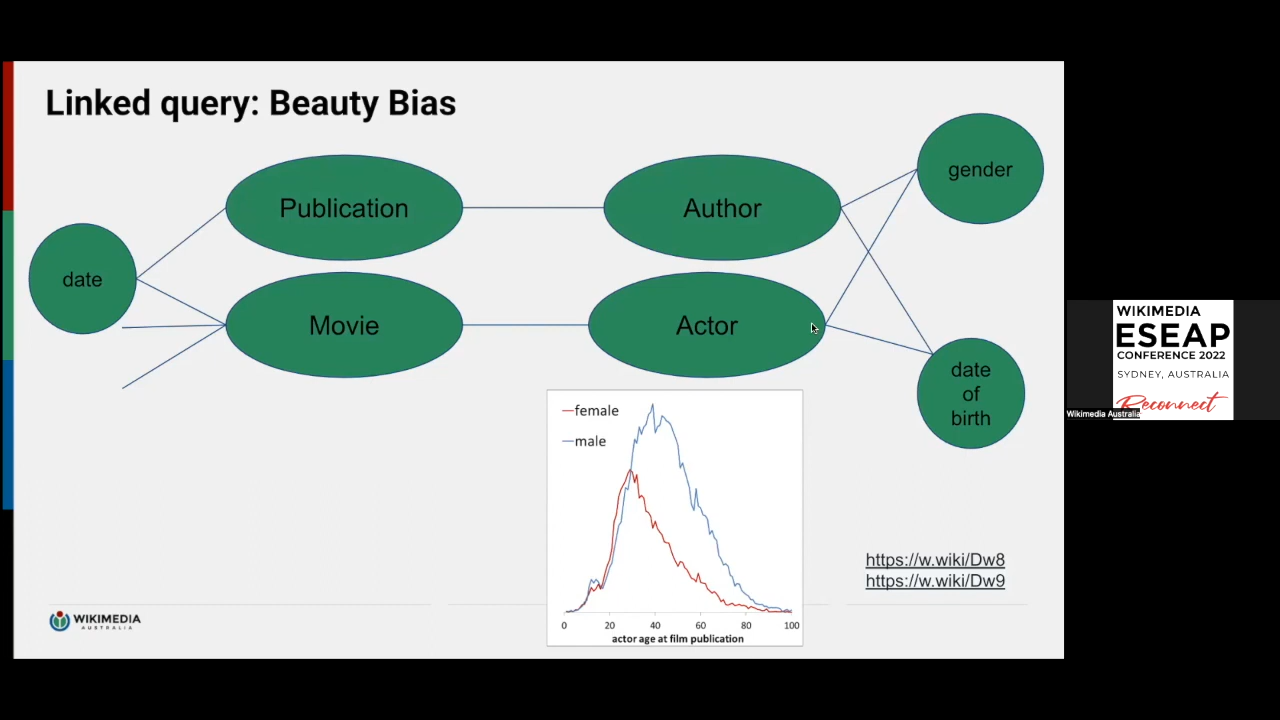 Linked query: Beauty Bias
date
Publication
Author
gender
Movie
Actor
date
of
birth
female
male
0 20 40 60 80 100
actor age at film publication
https://w.wiki/Dw8
https://w.wiki/Dw9
WIKIMEDIA
AUSTRALIA
WIKIMEDIA
ESEAP
CONFERENCE 2022
SYDNEY, AUSTRALIA
Reconnect
Wikimedia Australia